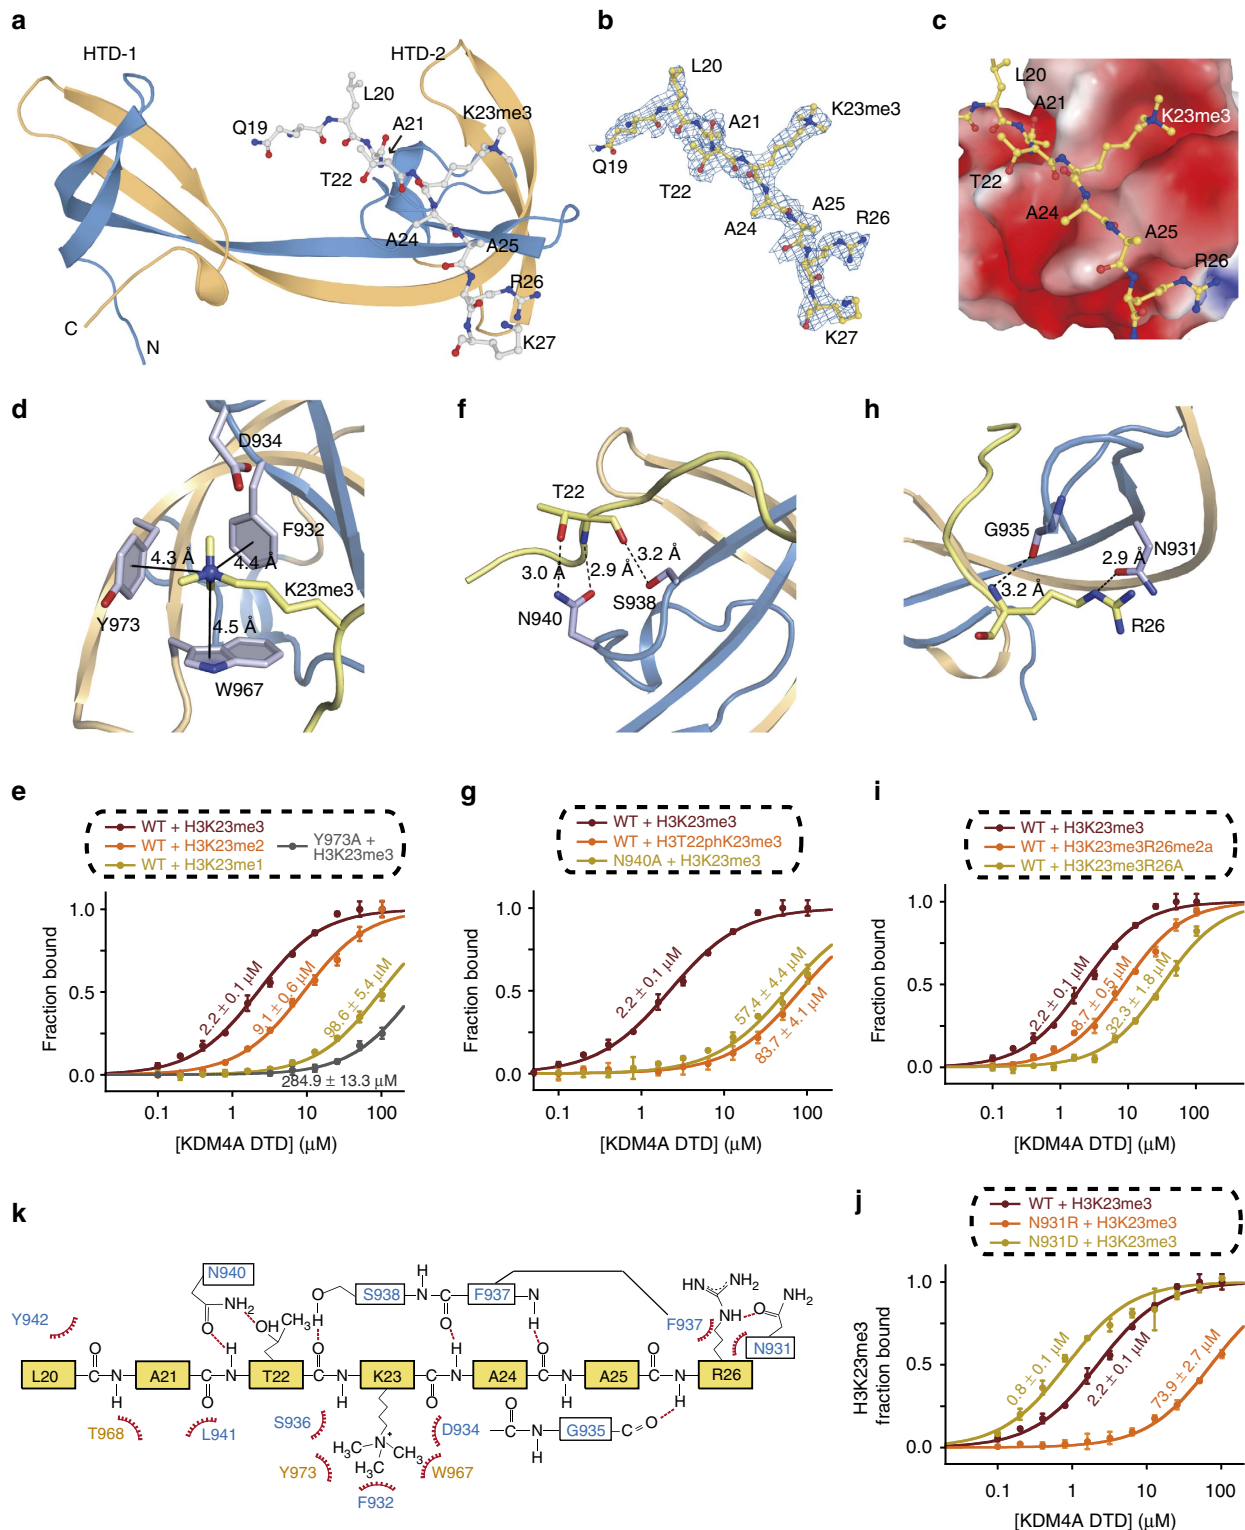 a
HTD-1
HTD-2
L20
K23me3
A21
Q19
T22
A24
A25
R26
K27
C
N
b
L20
K23me3
A21
Q19
T22
A25
A24
R26
K27
c
L20
A21
K23me3
T22
A24
A25
R26
d
D934
F932
4.3 Å
4.4 Å
K23me3
Y973
4.5 Å
W967
f
T22
3.2 Å
3.0 Å
2.9 Å
S938
N940
h
G935
N931
2.9 Å
3.2 Å
R26
e
WT + H3K23me3
WT + H3K23me2
WT + H3K23me1
Y973A +
H3K23me3
1.0
0.5
0.0
Fraction bound
2.2 ± 0.1 µM
9.1 ± 0.6 µM
98.6 ± 5.4 µM
284.9 ± 13.3 µM
0.1 1 10 100
[KDM4A DTD] (µM)
g
WT + H3K23me3
WT + H3T22phK23me3
N940A + H3K23me3
1.0
0.5
0.0
Fraction bound
2.2 ± 0.1 µM
57.4 ± 4.4 µM
83.7 ± 4.1 µM
0.1 1 10 100
[KDM4A DTD] (µM)
i
WT + H3K23me3
WT + H3K23me3R26me2a
WT + H3K23me3R26A
1.0
0.5
0.0
Fraction bound
2.2 ± 0.1 µM
8.7 ± 0.5 µM
32.3 ± 1.8 µM
0.1 1 10 100
[KDM4A DTD] (µM)
k
N940
NH2
O
H
Y942
OH
CH3
H
O
H
S938
N
H
C
O
F937
N
H
HN
NH2
N
H
O
NH2
F937
N931
L20
C
O
N
H
A21
C
O
N
H
T22
C
O
N
H
K23
C
O
N
H
A24
C
O
N
H
A25
C
O
N
H
R26
T968
L941
S936
D934
O
C
N
H
G935
C
O
Y973
H3C
N+
CH3
H3C
W967
F932
j
WT + H3K23me3
N931R + H3K23me3
N931D + H3K23me3
1.0
0.5
0.0
H3K23me3
fraction bound
0.8 ± 0.1 µM
2.2 ± 0.1 µM
73.9 ± 2.7 µM
0.1 1 10 100
[KDM4A DTD] (µM)